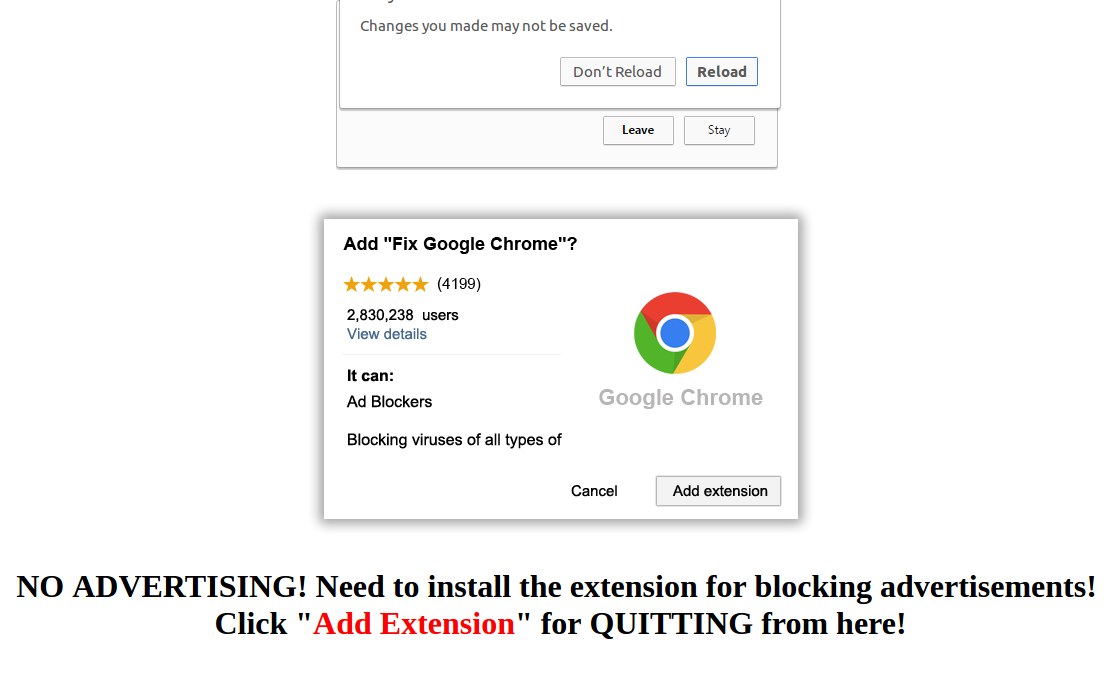 Changes you made may not be saved.
Don’t Reload
Reload
Leave
Stay
Add "Fix Google Chrome"?
(4199)
2,830,238 users
View details
It can:
Ad Blockers
Blocking viruses of all types of
Google Chrome
Cancel
Add extension
NO ADVERTISING! Need to install the extension for blocking advertisements!
Click "Add Extension" for QUITTING from here!